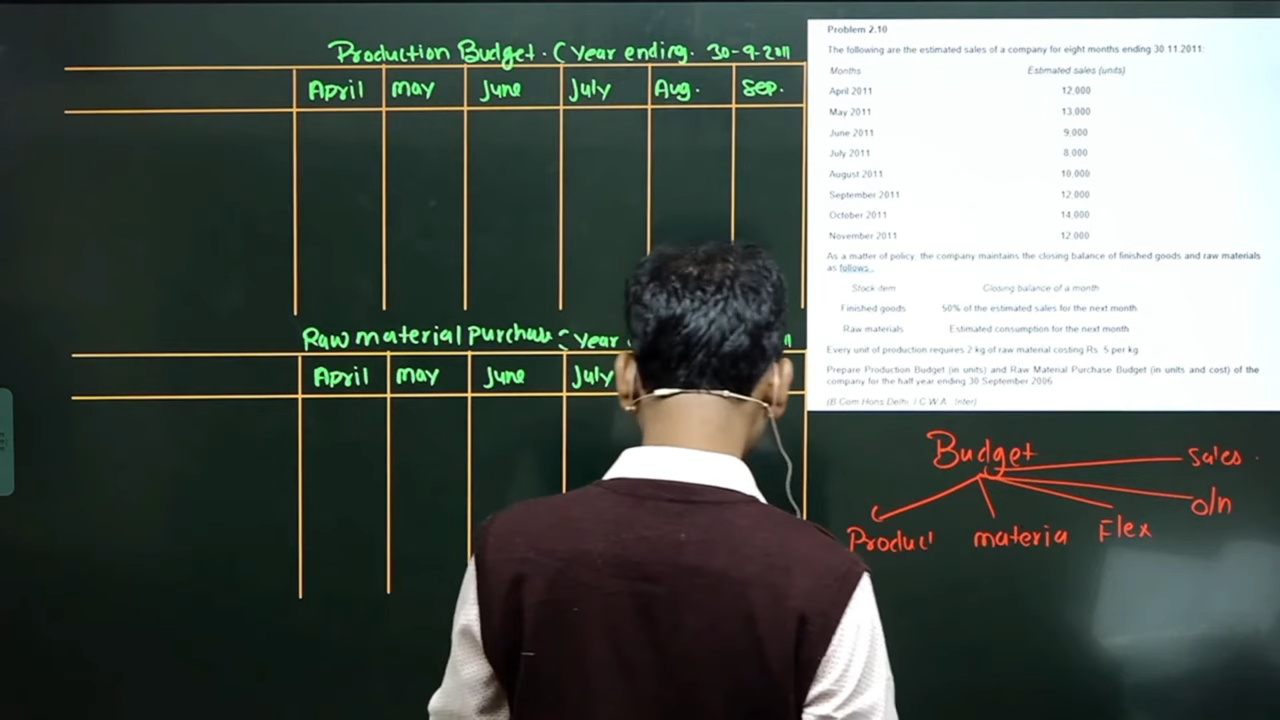 Production Budget. (Year ending. 30-9-2011
April May June July Aug. Sep.
Raw material Purchase (Year
April May June July
Problem 2.10
The following are the estimated sales of a company for eight months ending 30.11.2011:
Months Estimated sales (units)
April 2011 12,000
May 2011 13,000
June 2011 9,000
July 2011 8,000
August 2011 10,000
September 2011 12,000
October 2011 14,000
November 2011 12,000
As a matter of policy, the company maintains the closing balance of finished goods and raw materials
as follows:
Stock item Closing balance of a month
Finished goods 50% of the estimated sales for the next month
Raw materials Estimated consumption for the next month
Every unit of production requires 2 kg of raw material costing Rs. 5 per kg
Prepare Production Budget (in units) and Raw Material Purchase Budget (in units and cost) of the
company for the half year ending 30 September 2006
(B.Com Hons Delhi, I.C.W.A., Inter)
Budget
Sales
o/n
Product materia Flex